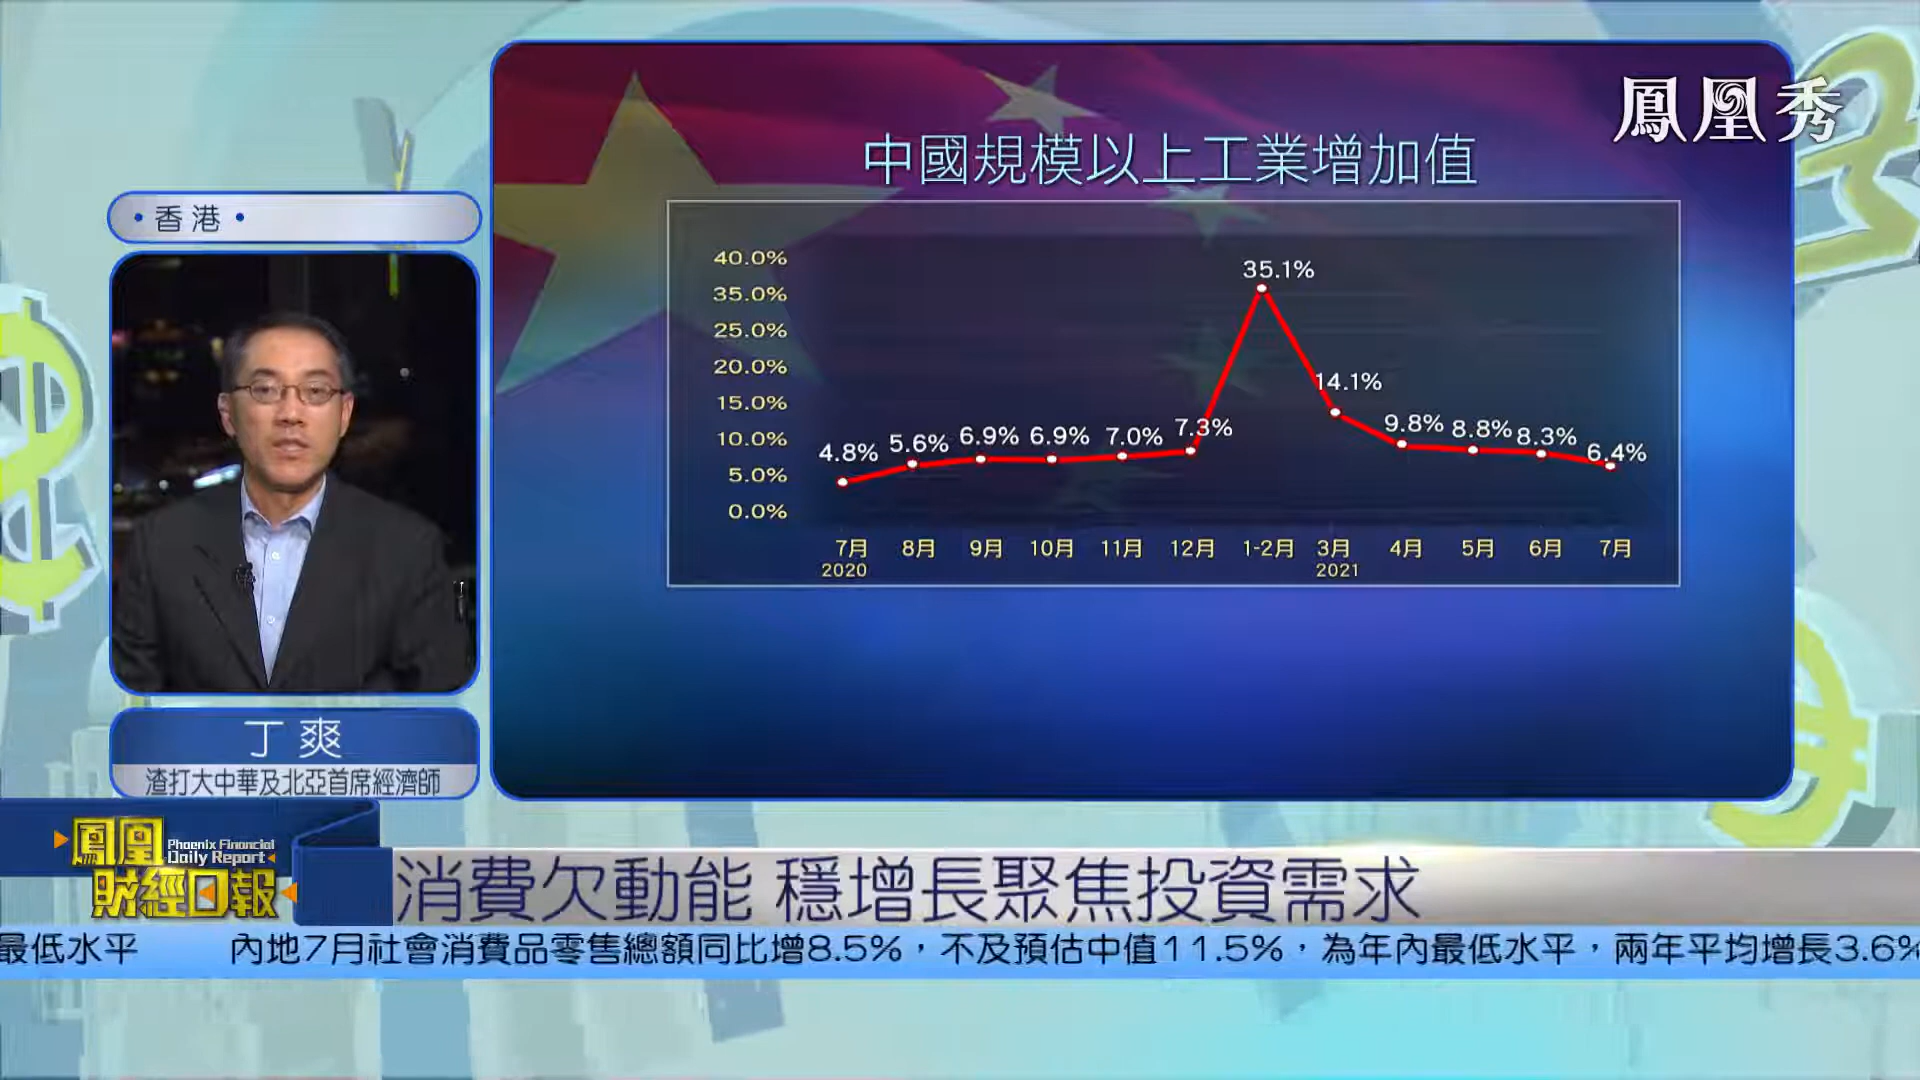 鳳凰秀
中國規模以上工業增加值
•香港•
40.0%
35.0%
25.0%
20.0%
15.0%
10.0%
5.0%
0.0%
4.8% 5.6% 6.9% 6.9% 7.0% 7.3% 35.1% 14.1% 9.8% 8.8% 8.3% 6.4%
7月 8月 9月 10月 11月 12月 1-2月 3月 4月 5月 6月 7月
2020 2021
丁爽
渣打大中華及北亞首席經濟師
鳳凰 Phoenix Financial
Daily Report
財經日報
消費欠動能 穩增長聚焦投資需求
最低水平 內地7月社會消費品零售總額同比增8.5%，不及預估中值11.5%，為年內最低水平，兩年平均增長3.6%